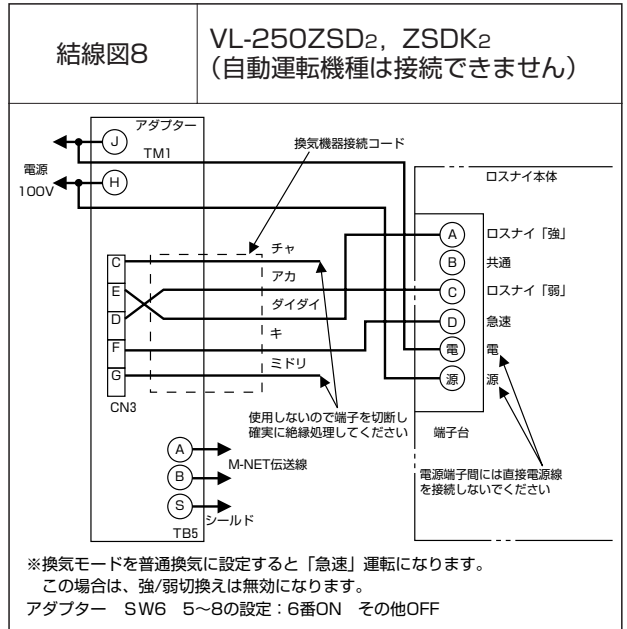 結線図8
VL-250ZSD2，ZSDK2
（自動運転機種は接続できません）
アダプター
J
TM1
換気機器接続コード
電源
100V
H
ロスナイ本体
A ロスナイ「強」
B 共通
C ロスナイ「弱」
D 急速
電 電
源 源
端子台
C
E
D
F
G
CN3
チャ
アカ
ダイダイ
キ
ミドリ
使用しないので端子を切断し
確実に絶縁処理してください
電源端子間には直接電源線
を接続しないでください
A
B
M-NET伝送線
S
シールド
TB5
※換気モードを普通換気に設定すると「急速」運転になります。
この場合は、強/弱切換えは無効になります。
アダプター　SW6　5～8の設定：6番ON　その他OFF